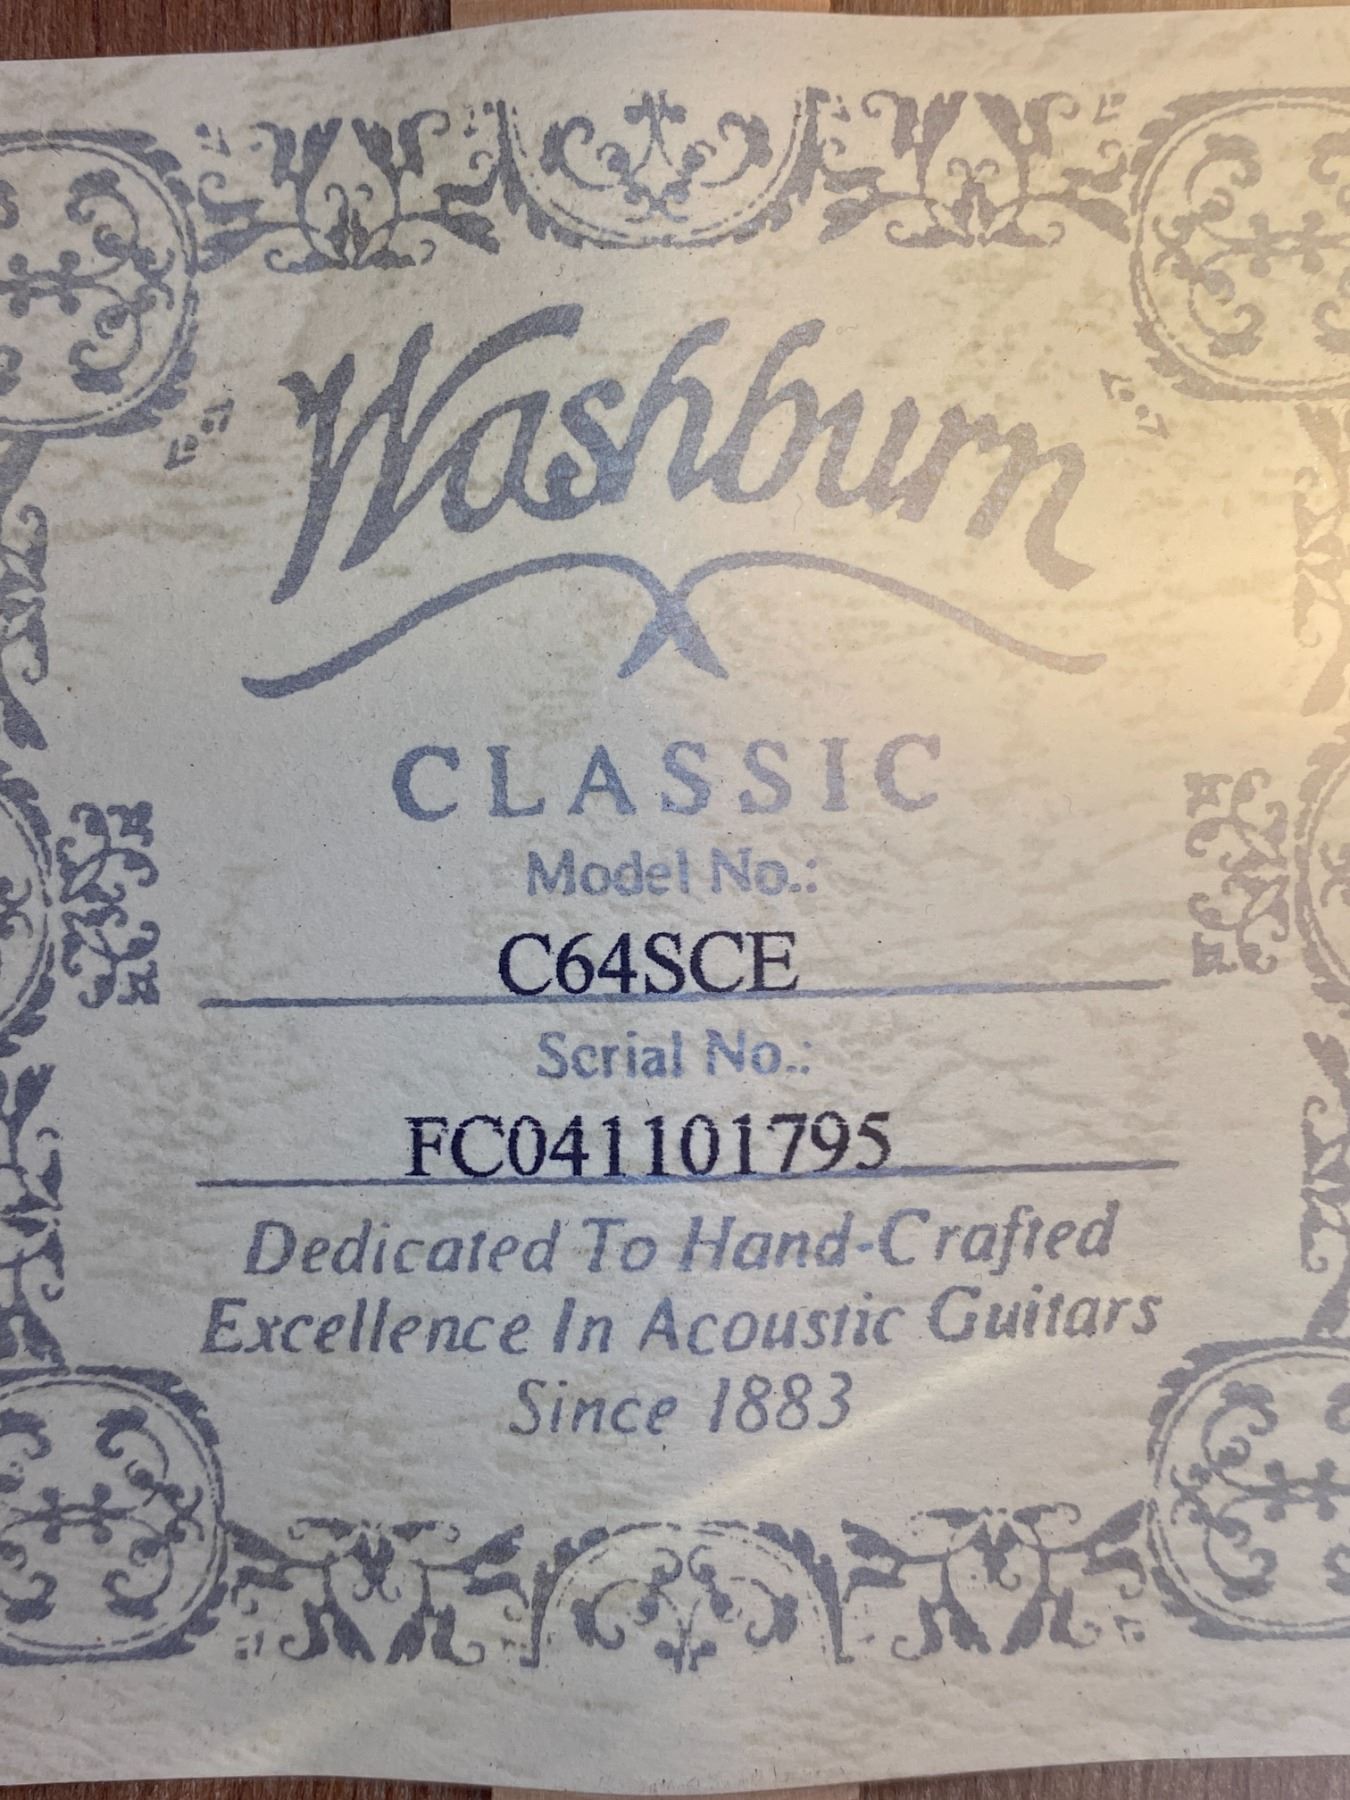 Washburn
CLASSIC
Model No.:
C64SCE
Serial No.:
FC041101795
Dedicated To Hand-Crafted
Excellence In Acoustic Guitars
Since 1883